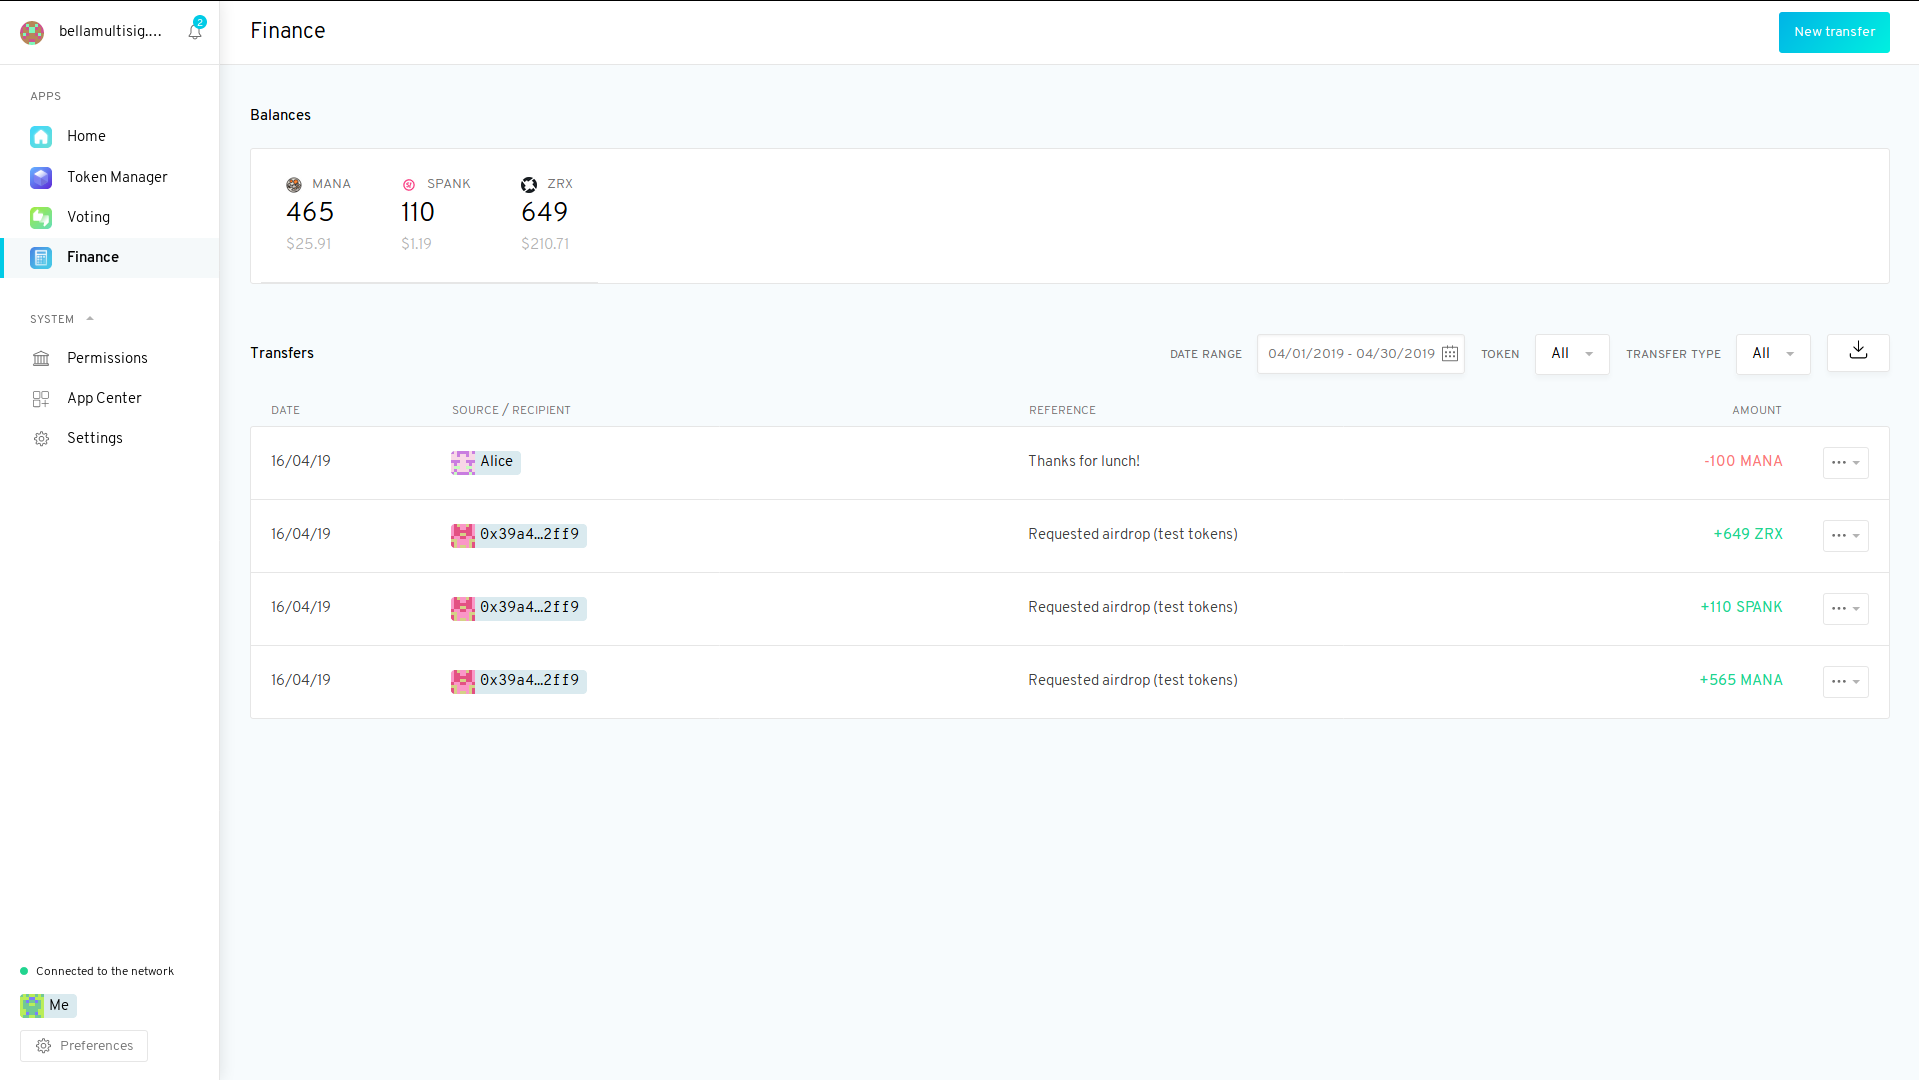 bellamultisig.…
2
Finance
New transfer
APPS
Home
Token Manager
Voting
Finance
SYSTEM
Permissions
App Center
Settings
Connected to the network
Me
Preferences
Balances
MANA SPANK ZRX
465 110 649
$25.91 $1.19 $210.71
Transfers DATE RANGE 04/01/2019 - 04/30/2019 TOKEN All TRANSFER TYPE All
DATE SOURCE / RECIPIENT REFERENCE AMOUNT
16/04/19 Alice Thanks for lunch! -100 MANA
16/04/19 0x39a4…2ff9 Requested airdrop (test tokens) +649 ZRX
16/04/19 0x39a4…2ff9 Requested airdrop (test tokens) +110 SPANK
16/04/19 0x39a4…2ff9 Requested airdrop (test tokens) +565 MANA